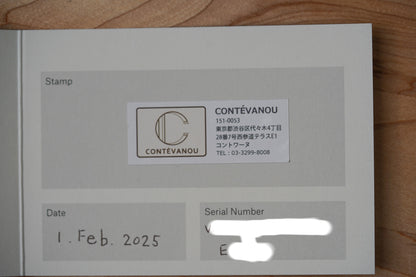 Stamp
CONTÉVANOU
CONTÉVANOU
151-0053
東京都渋谷区代々木4丁目
28番7号西参道テラスE1
コントワーヌ
TEL : 03-3299-8008
Date
1. Feb. 2025
Serial Number
V
E